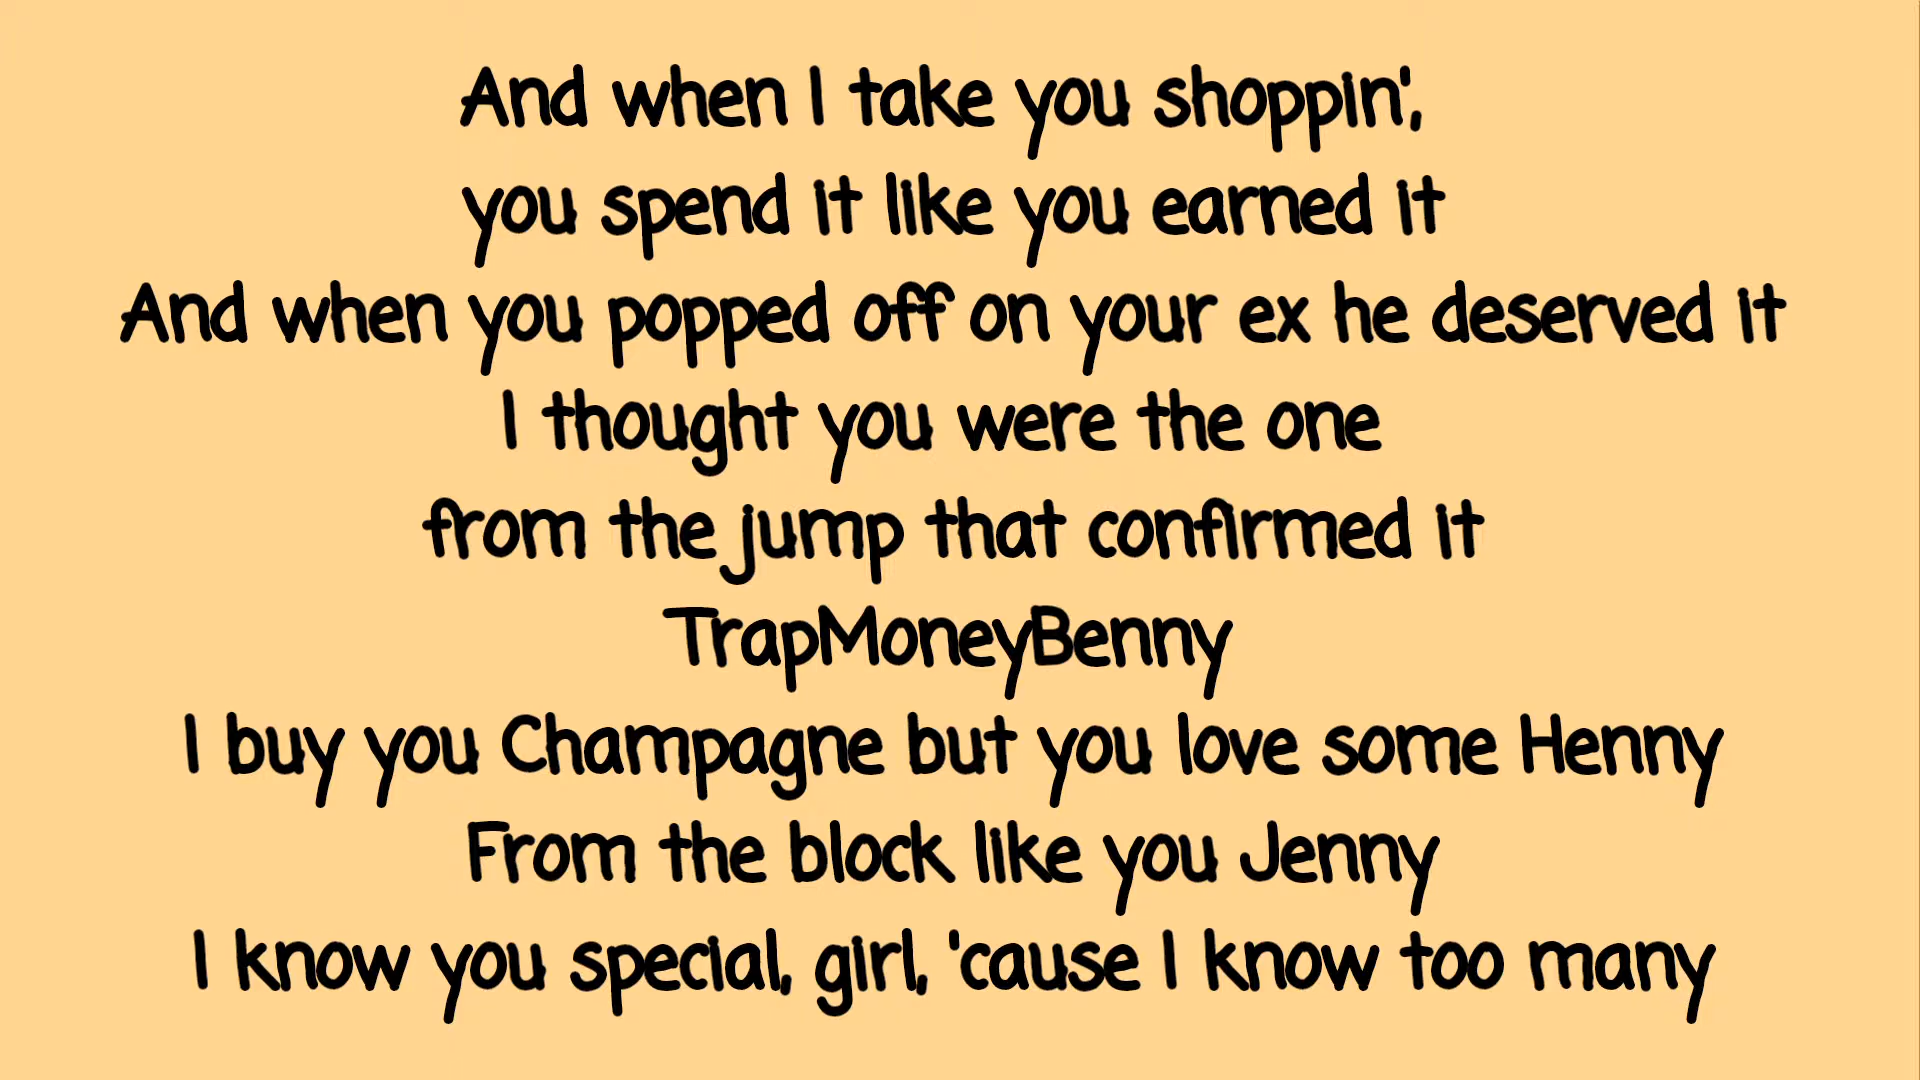 And when I take you shoppin',
you spend it like you earned it
And when you popped off on your ex he deserved it
I thought you were the one
from the jump that confirmed it
TrapMoneyBenny
I buy you Champagne but you love some Henny
From the block like you Jenny
I know you special, girl, 'cause I know too many